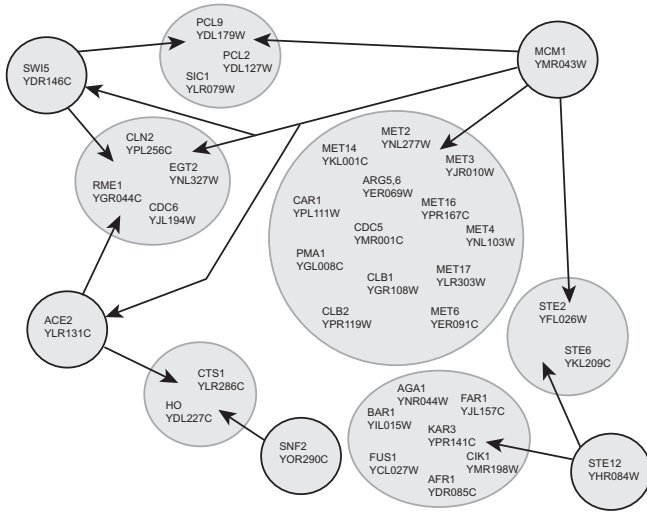 PCL9
YDL179W
PCL2
YDL127W
SIC1
YLR079W
SWI5
YDR146C
MCM1
YMR043W
CLN2
YPL256C
EGT2
YNL327W
RME1
YGR044C
CDC6
YJL194W
MET2
YNL277W
MET14
YKL001C
MET3
YJR010W
ARG5,6
YER069W
CAR1
YPL111W
MET16
YPR167C
CDC5
YMR001C
MET4
YNL103W
PMA1
YGL008C
CLB1
YGR108W
MET17
YLR303W
CLB2
YPR119W
MET6
YER091C
STE2
YFL026W
STE6
YKL209C
ACE2
YLR131C
CTS1
YLR286C
HO
YDL227C
SNF2
YOR290C
AGA1
YNR044W
FAR1
YJL157C
BAR1
YIL015W
KAR3
YPR141C
FUS1
YCL027W
CIK1
YMR198W
AFR1
YDR085C
STE12
YHR084W